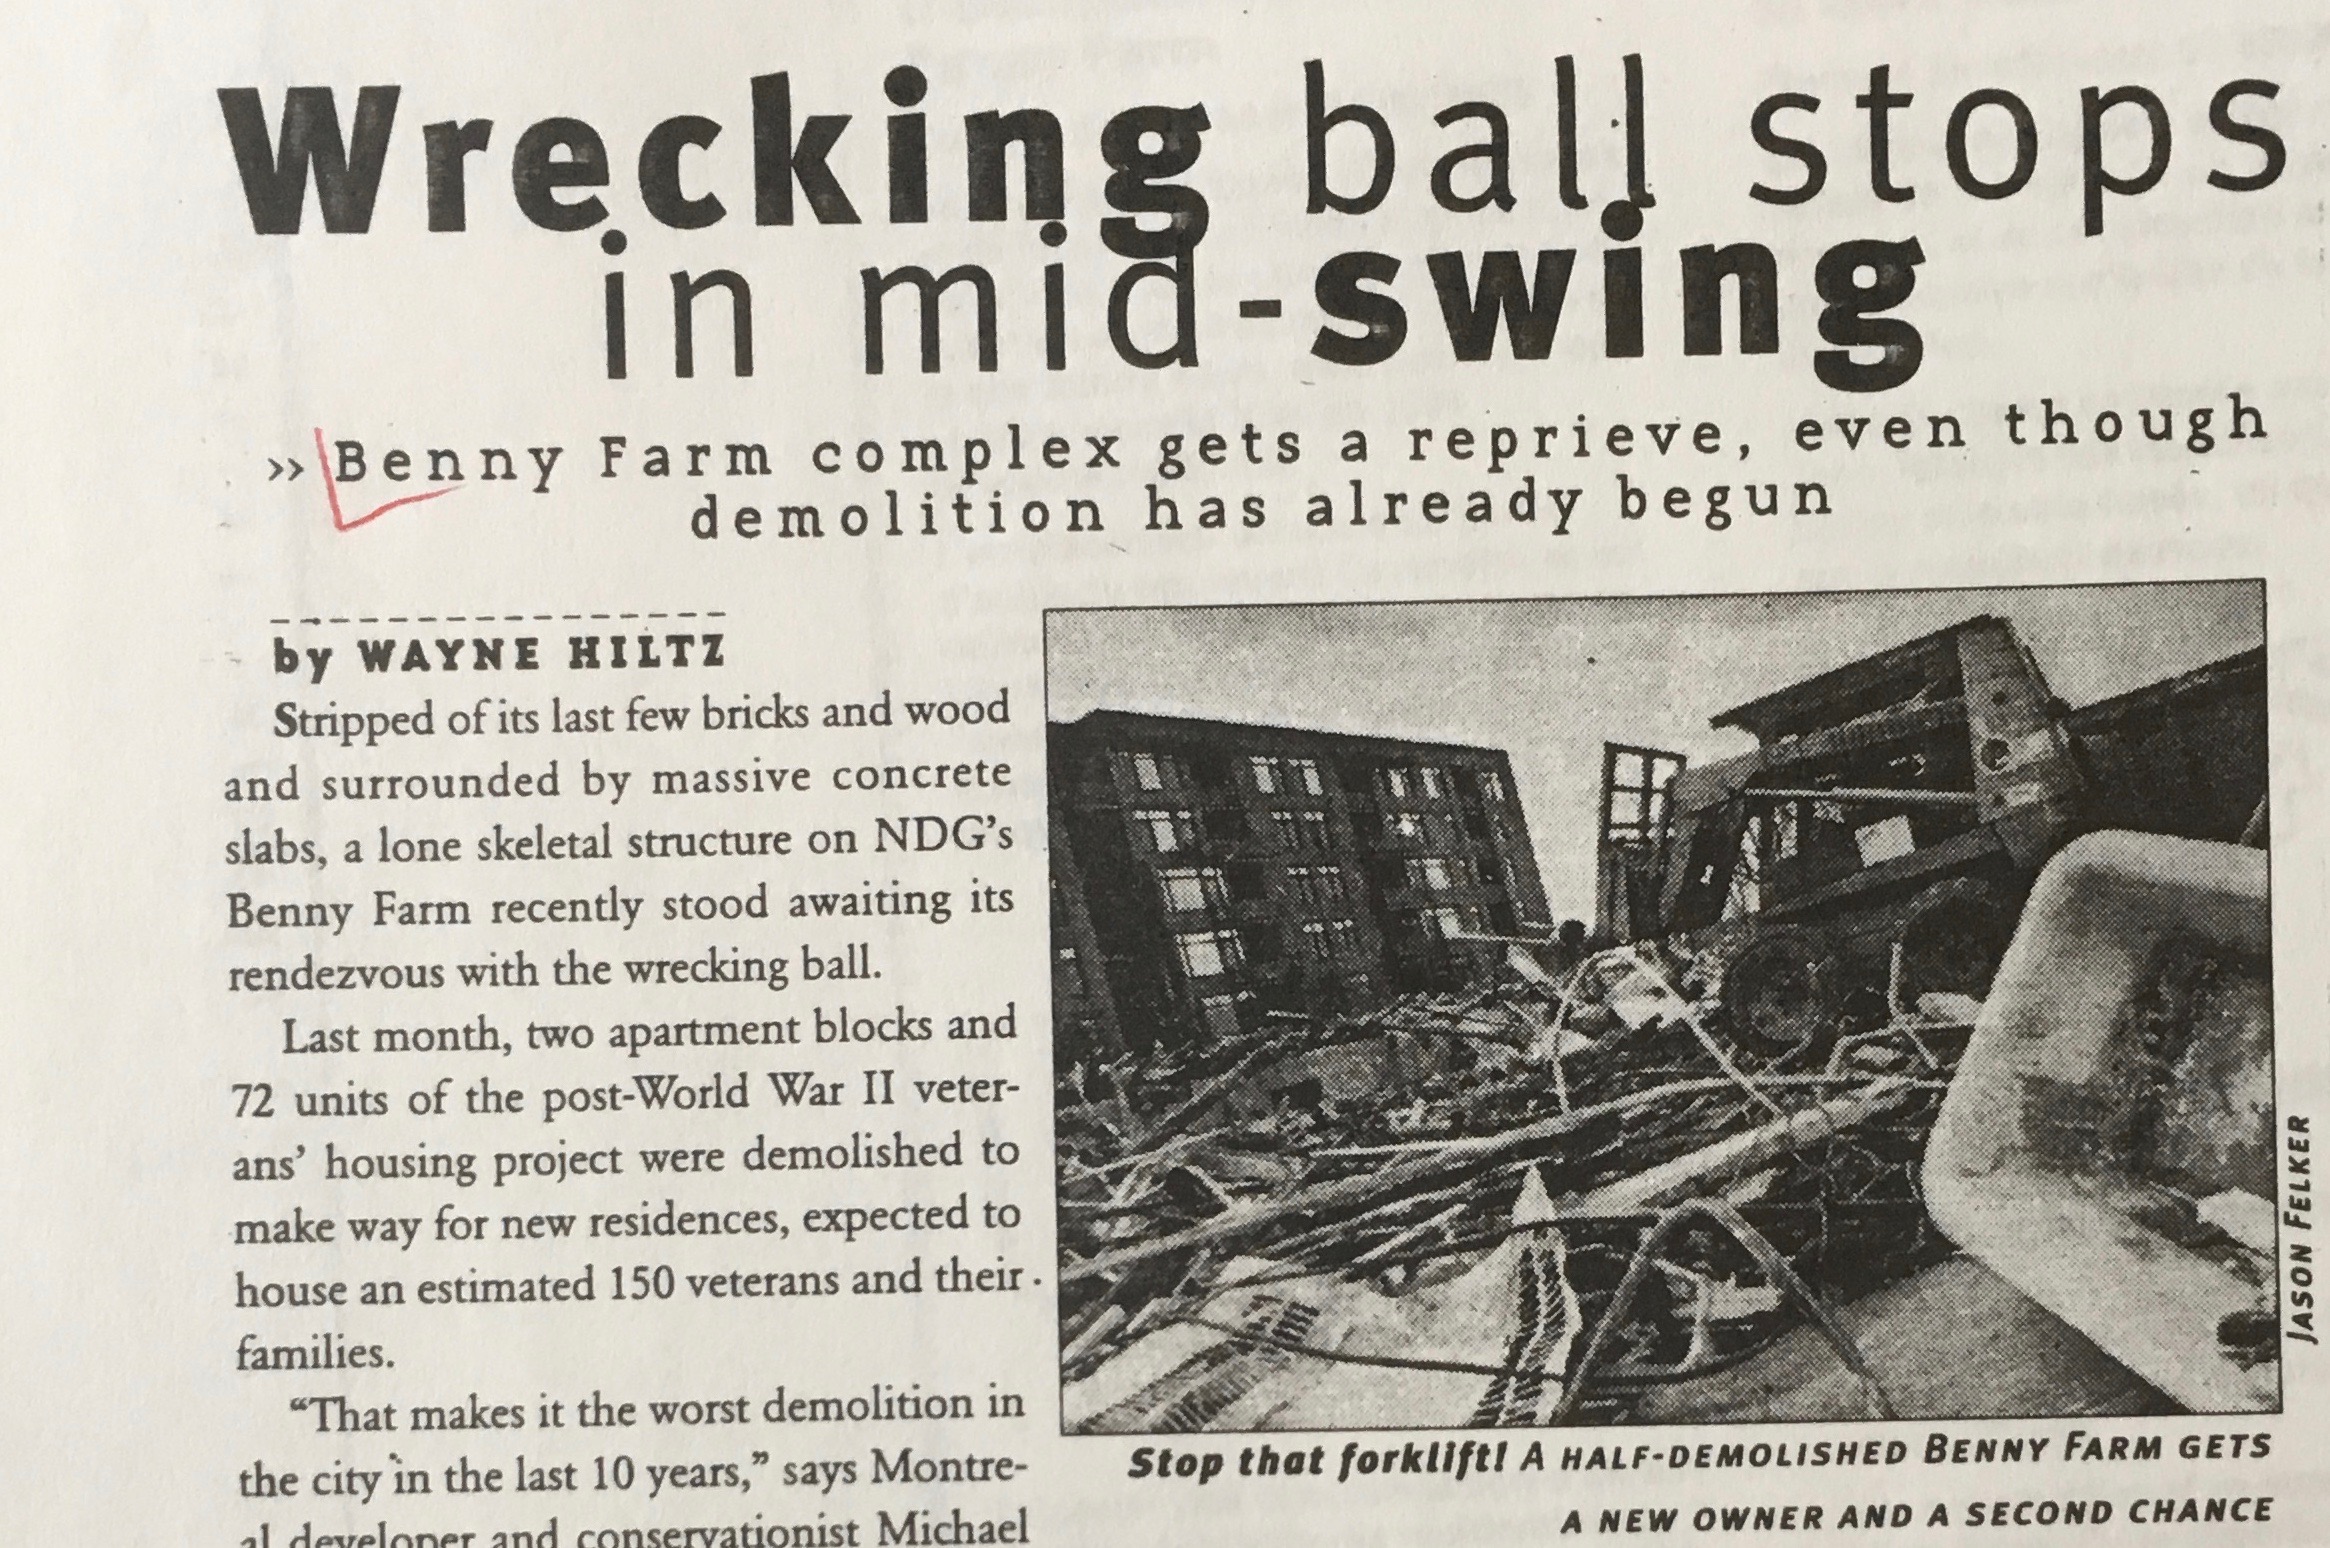 Wrecking ball stops
in mid-swing
›› Benny Farm complex gets a reprieve, even though
demolition has already begun
by WAYNE HILTZ
Stripped of its last few bricks and wood
and surrounded by massive concrete
slabs, a lone skeletal structure on NDG’s
Benny Farm recently stood awaiting its
rendezvous with the wrecking ball.
Last month, two apartment blocks and
72 units of the post-World War II veter-
ans’ housing project were demolished to
make way for new residences, expected to
house an estimated 150 veterans and their
families.
“That makes it the worst demolition in
the city in the last 10 years,” says Montre-
al developer and conservationist Michael
JASON FELKER
Stop that forklift! A HALF-DEMOLISHED BENNY FARM GETS
A NEW OWNER AND A SECOND CHANCE